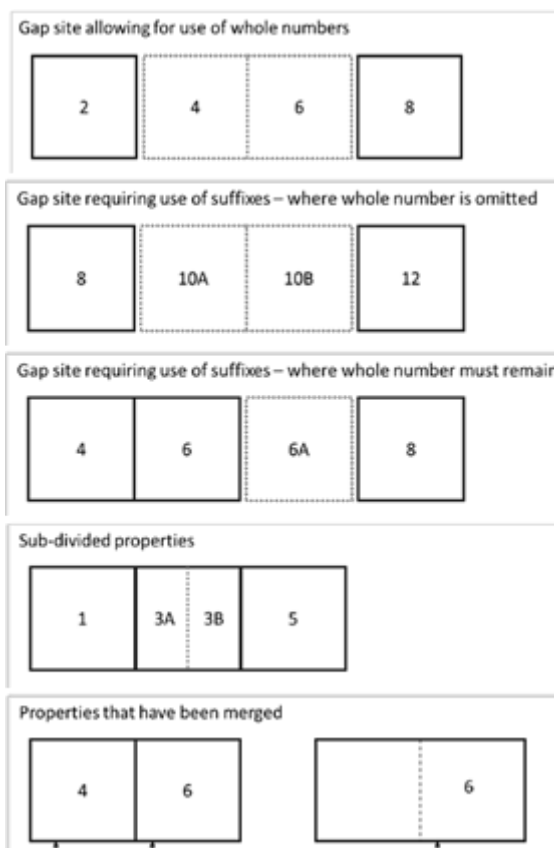 Gap site allowing for use of whole numbers
2 4 6 8
Gap site requiring use of suffixes – where whole number is omitted
8 10A 10B 12
Gap site requiring use of suffixes – where whole number must remain
4 6 6A 8
Sub-divided properties
1 3A 3B 5
Properties that have been merged
4 6 6